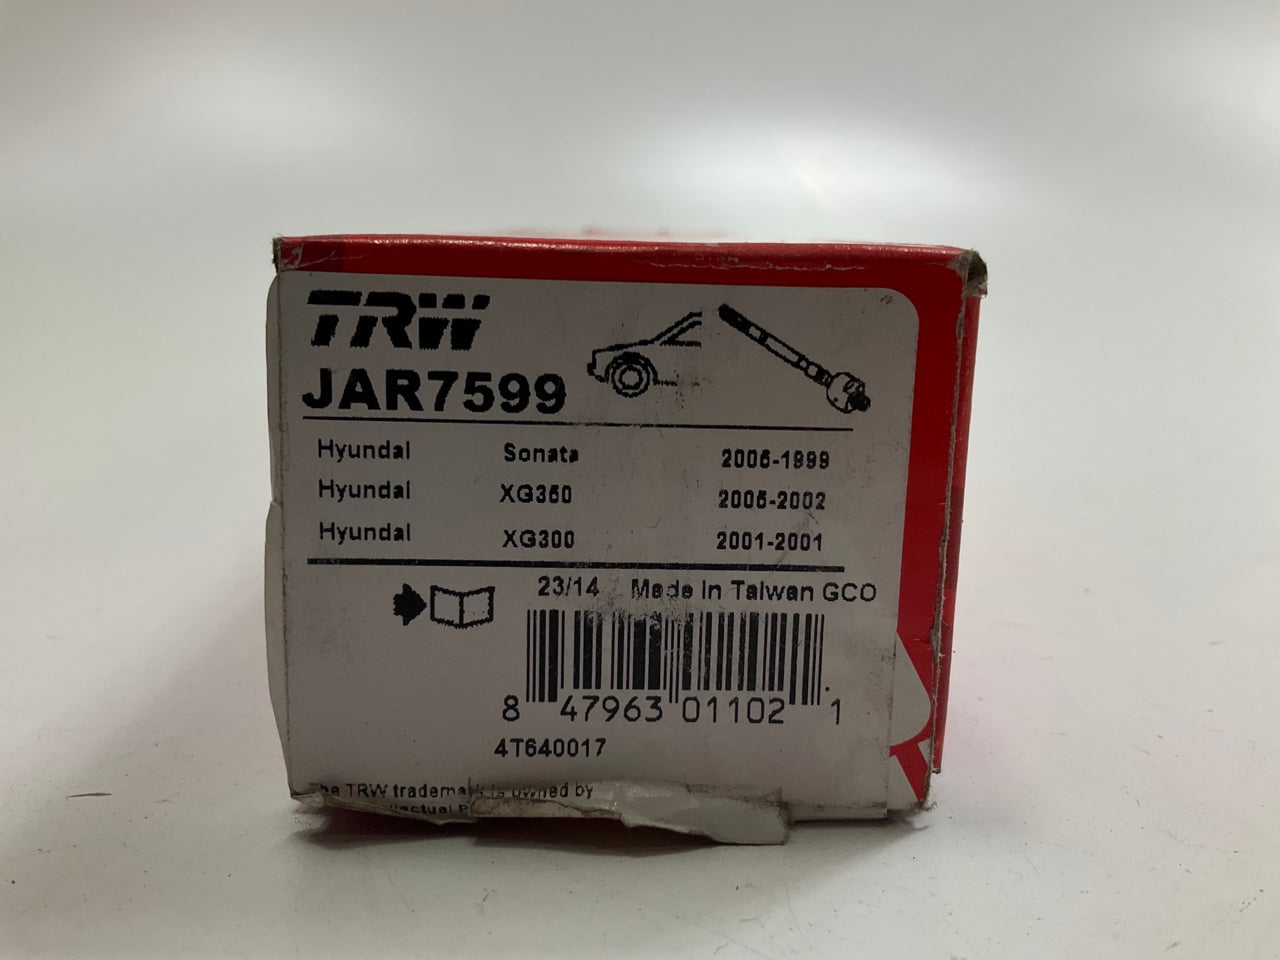 TRW
JAR7599
Hyundai Sonata 2005-1999
Hyundai XG350 2005-2002
Hyundai XG300 2001-2001
23/14 Made in Taiwan GCO
8 47963 01102 1
4T640017
The TRW trademark is owned by